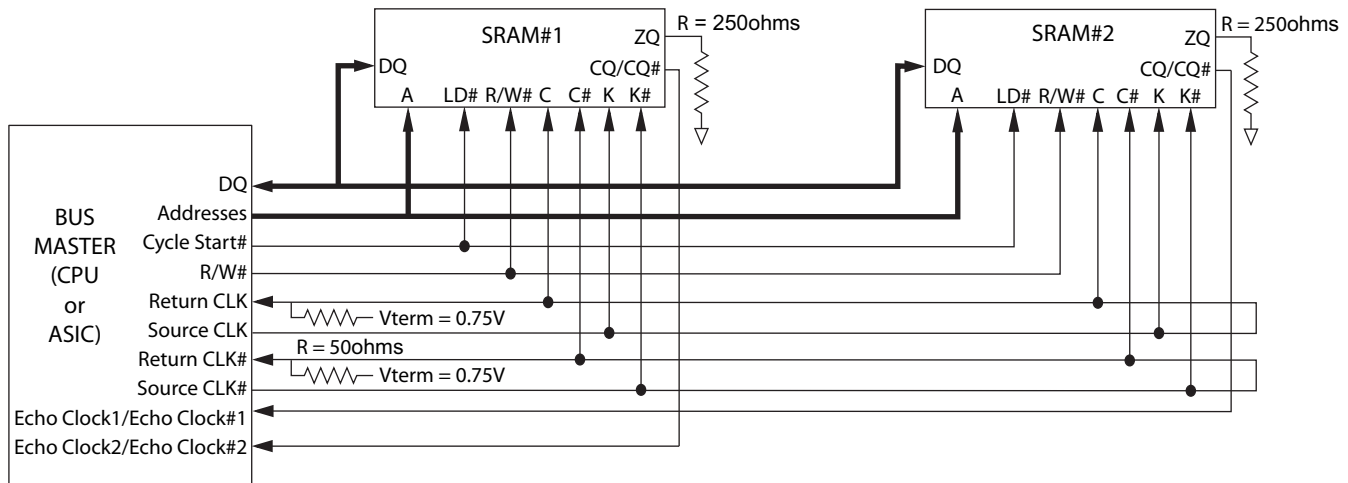 SRAM#1
ZQ
R = 250ohms
CQ/CQ#
DQ
A LD# R/W# C C# K K#
SRAM#2
ZQ
R = 250ohms
CQ/CQ#
DQ
A LD# R/W# C C# K K#
BUS
MASTER
(CPU
or
ASIC)
DQ
Addresses
Cycle Start#
R/W#
Return CLK
Source CLK
Return CLK#
Source CLK#
Echo Clock1/Echo Clock#1
Echo Clock2/Echo Clock#2
Vterm = 0.75V
R = 50ohms
Vterm = 0.75V